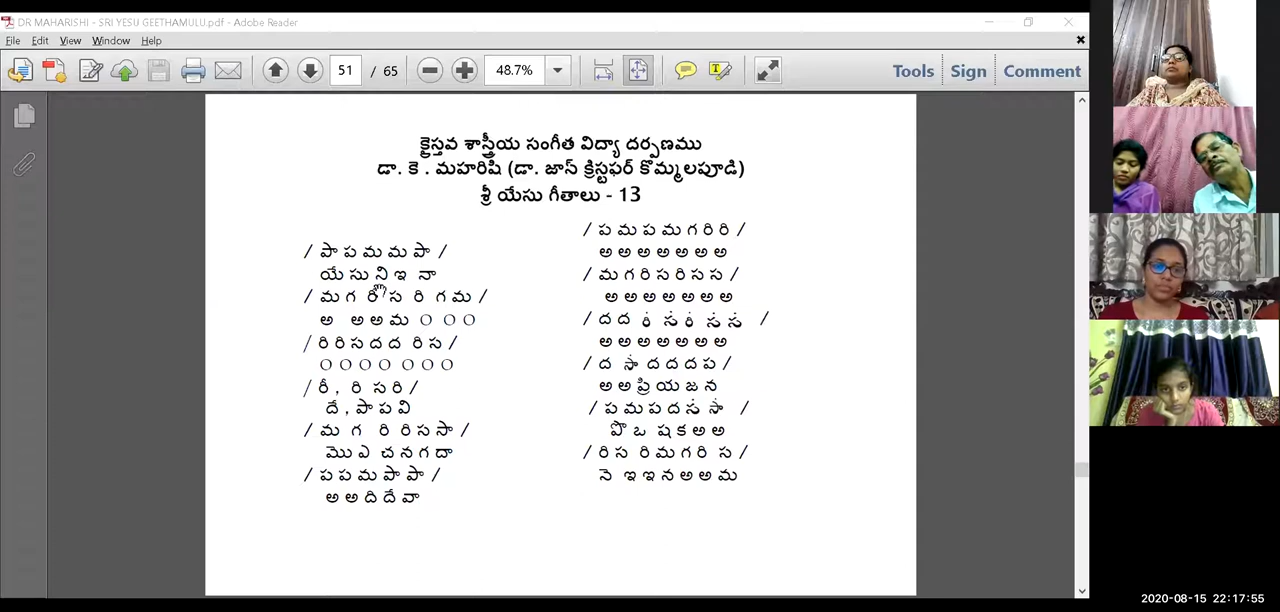 DR MAHARISHI - SRI YESU GEETHAMULU.pdf - Adobe Reader
File Edit View Window Help
51 / 65 48.7% Tools Sign Comment
క్రైస్తవ శాస్త్రీయ సంగీత విద్యా దర్పణము
డా. కె . మహరిషి (డా. జాస్ క్రిస్టఫర్ కొమ్మలపూడి)
శ్రీ యేసు గీతాలు - 13
/ పా ప మ మ పా /
యే సు ని ఇ నా
/ మ గ రి స రి గ మ /
అ అ అ మ ౦ ౦ ౦
/ రి రి స ద ద రి స /
౦ ౦ ౦ ౦ ౦ ౦ ౦
/ రీ , రి స రి /
దే , పా ప వి
/ మ గ రి రి స సా /
మొ ఎ చ న గ దా
/ ప ప మ పా పా /
అ అ ది దే వా
/ ప మ ప మ గ రి రి /
అ అ అ అ అ అ అ
/ మ గ రి స రి స స /
అ అ అ అ అ అ అ
/ ద ద రి̇ స̇ రి̇ స̇ స̇ /
అ అ అ అ అ అ అ
/ ద సా̇ ద ద ద ప /
అ అ ప్రి య జ న
/ ప మ ప ద స̇ సా̇ /
పొ ఒ ష క అ అ
/ రి స రి మ గ రి స /
నె ఇ ఇ న అ అ మ
2020-08-15 22:17:55